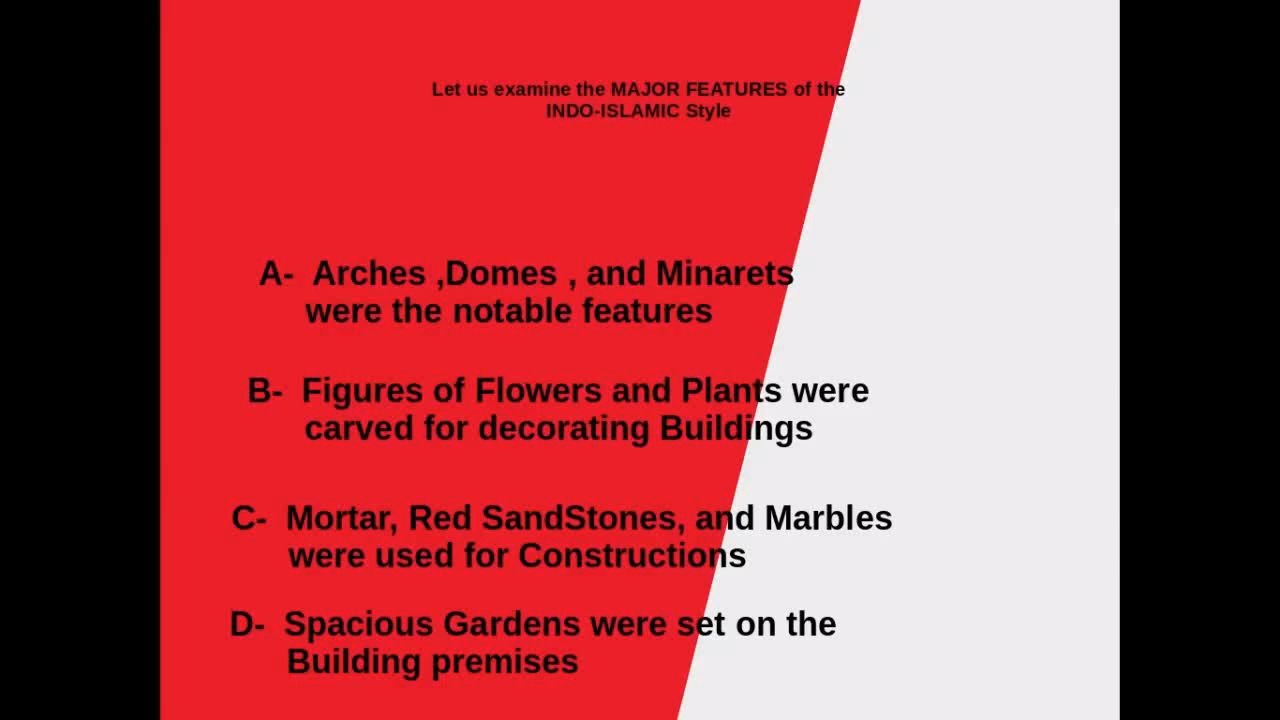 Let us examine the MAJOR FEATURES of the
INDO-ISLAMIC Style
A- Arches ,Domes , and Minarets
were the notable features
B- Figures of Flowers and Plants were
carved for decorating Buildings
C- Mortar, Red SandStones, and Marbles
were used for Constructions
D- Spacious Gardens were set on the
Building premises